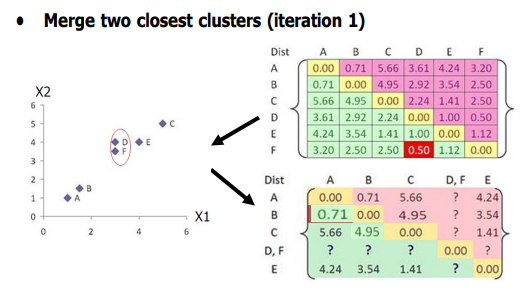 • Merge two closest clusters (iteration 1)
Dist A B C D E F
A 0.00 0.71 5.66 3.61 4.24 3.20
B 0.71 0.00 4.95 2.92 3.54 2.50
C 5.66 4.95 0.00 2.24 1.41 2.50
D 3.61 2.92 2.24 0.00 1.00 0.50
E 4.24 3.54 1.41 1.00 0.00 1.12
F 3.20 2.50 2.50 0.50 1.12 0.00
X2
6
5
4
3
2
1
0
0 2 4 6
X1
C
D
E
F
B
A
Dist A B C D, F E
A 0.00 0.71 5.66 ? 4.24
B 0.71 0.00 4.95 ? 3.54
C 5.66 4.95 0.00 ? 1.41
D, F ? ? ? 0.00 ?
E 4.24 3.54 1.41 ? 0.00